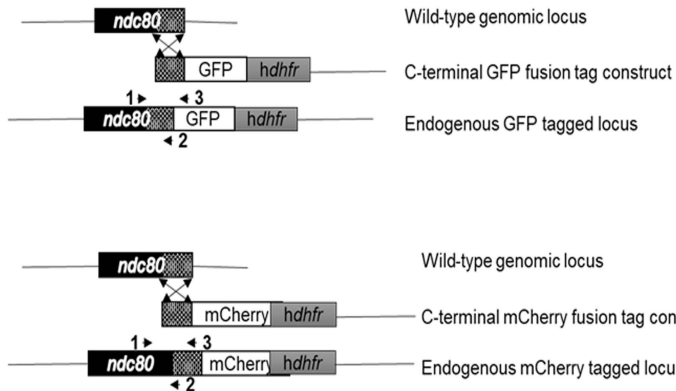 ndc80 Wild-type genomic locus
GFP hdhfr C-terminal GFP fusion tag construct
1 3
ndc80 GFP hdhfr Endogenous GFP tagged locus
2
ndc80 Wild-type genomic locus
mCherry hdhfr C-terminal mCherry fusion tag con
1 3
ndc80 mCherry hdhfr Endogenous mCherry tagged locu
2